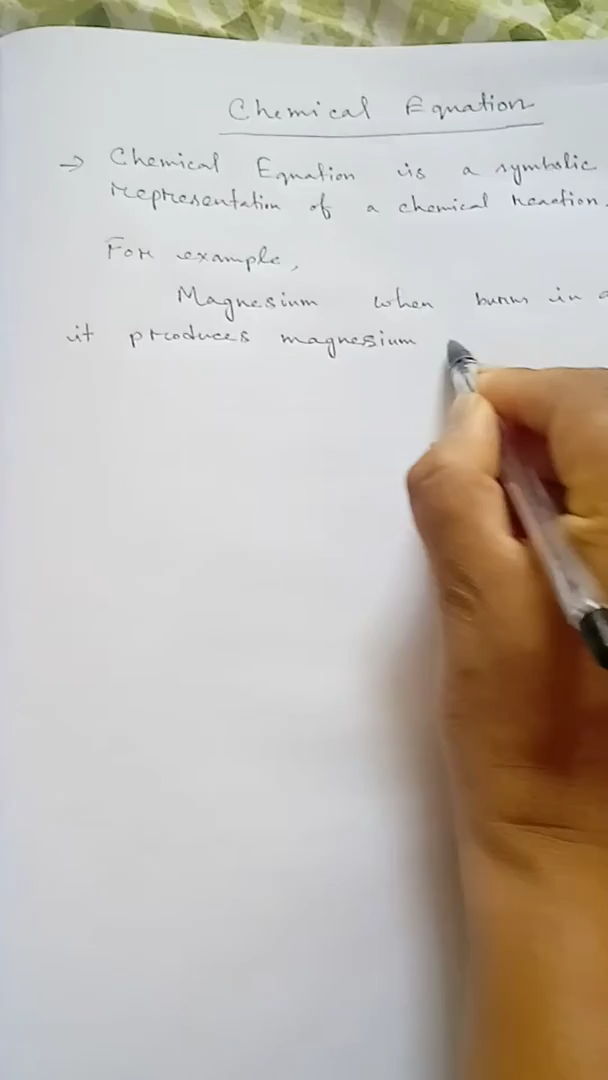 Chemical Equation
→ Chemical Equation is a symbolic
representation of a chemical reaction.
For example,
Magnesium when burns in
it produces magnesium